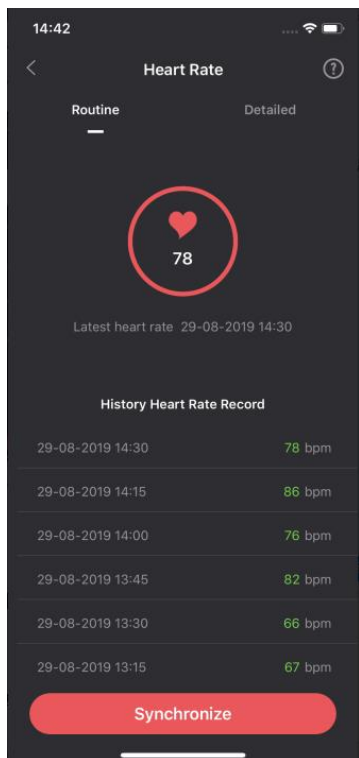 14:42
Heart Rate
?
Routine Detailed
78
Latest heart rate 29-08-2019 14:30
History Heart Rate Record
29-08-2019 14:30 78 bpm
29-08-2019 14:15 86 bpm
29-08-2019 14:00 76 bpm
29-08-2019 13:45 82 bpm
29-08-2019 13:30 66 bpm
29-08-2019 13:15 67 bpm
Synchronize